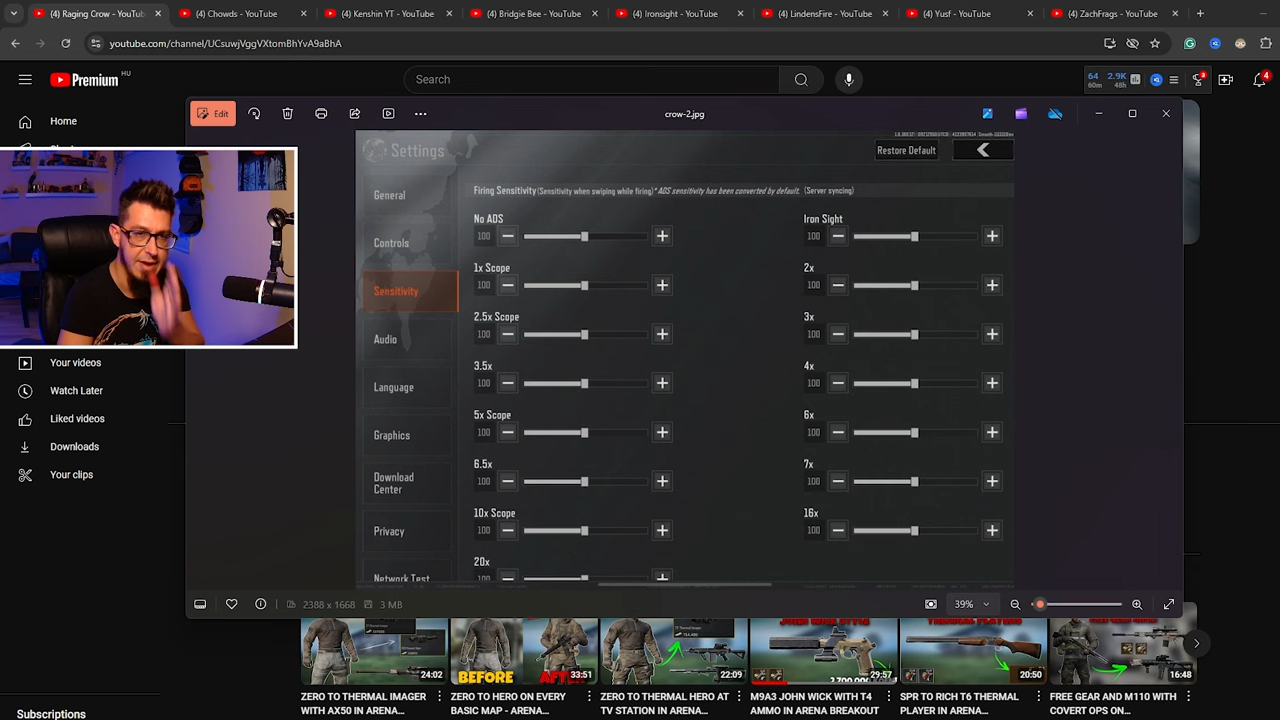 (4) Raging Crow - YouTub
(4) Chowds - YouTube
(4) Kenshin YT - YouTube
(4) Bridgie Bee - YouTube
(4) Ironsight - YouTube
(4) LindensFire - YouTube
(4) Yusf - YouTube
(4) ZachFrags - YouTube
youtube.com/channel/UCsuwjVggVXtomBhYvA9aBhA
Premium HU
Search
64 2.9K
60m 48h
3
4
Home
Edit
crow-2.jpg
Settings
Restore Default
General
Controls
Sensitivity
Audio
Language
Graphics
Download
Center
Privacy
Network Test
Firing Sensitivity (Sensitivity when swiping while firing)* ADS sensitivity has been converted by default. (Server syncing)
No ADS
100
Iron Sight
100
1x Scope
100
2x
100
2.5x Scope
100
3x
100
3.5x
100
4x
100
5x Scope
100
6x
100
6.5x
100
7x
100
10x Scope
100
16x
100
20x
100
Your videos
Watch Later
Liked videos
Downloads
Your clips
Subscriptions
2388 x 1668
3 MB
39%
24:02
BEFORE
33:51
22:09
29:57
20:50
16:48
ZERO TO THERMAL IMAGER
WITH AX50 IN ARENA...
ZERO TO HERO ON EVERY
BASIC MAP - ARENA...
ZERO TO THERMAL HERO AT
TV STATION IN ARENA...
M9A3 JOHN WICK WITH T4
AMMO IN ARENA BREAKOUT
SPR TO RICH T6 THERMAL
PLAYER IN ARENA...
FREE GEAR AND M110 WITH
COVERT OPS ON...